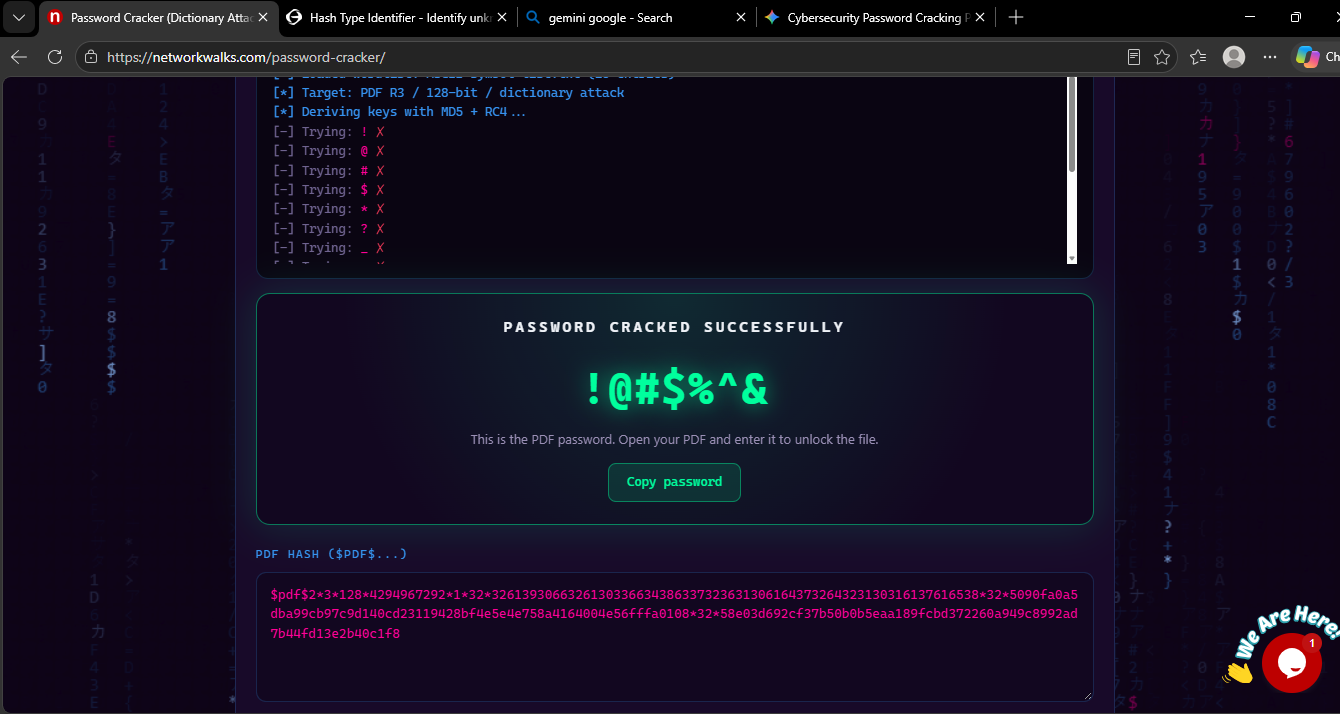 Password Cracker (Dictionary Atta
Hash Type Identifier - Identify unk
gemini google - Search
Cybersecurity Password Cracking P
https://networkwalks.com/password-cracker/
Ch
[*] Target: PDF R3 / 128-bit / dictionary attack
[*] Deriving keys with MD5 + RC4...
[-] Trying: ! X
[-] Trying: @ X
[-] Trying: # X
[-] Trying: $ X
[-] Trying: * X
[-] Trying: ? X
[-] Trying: _ X
PASSWORD CRACKED SUCCESSFULLY
!@#$%^&
This is the PDF password. Open your PDF and enter it to unlock the file.
Copy password
PDF HASH ($PDF$...)
$pdf$2*3*128*4294967292*1*32*3261393066326130336634386337323631306164373264323130316137616538*32*5090fa0a5
dba99cb97c9d140cd23119428bf4e5e4e758a4164004e56fffa0108*32*58e03d692cf37b50b0b5eaa189fcbd372260a949c8992ad
7b44fd13e2b40c1f8
We Are Here!
1